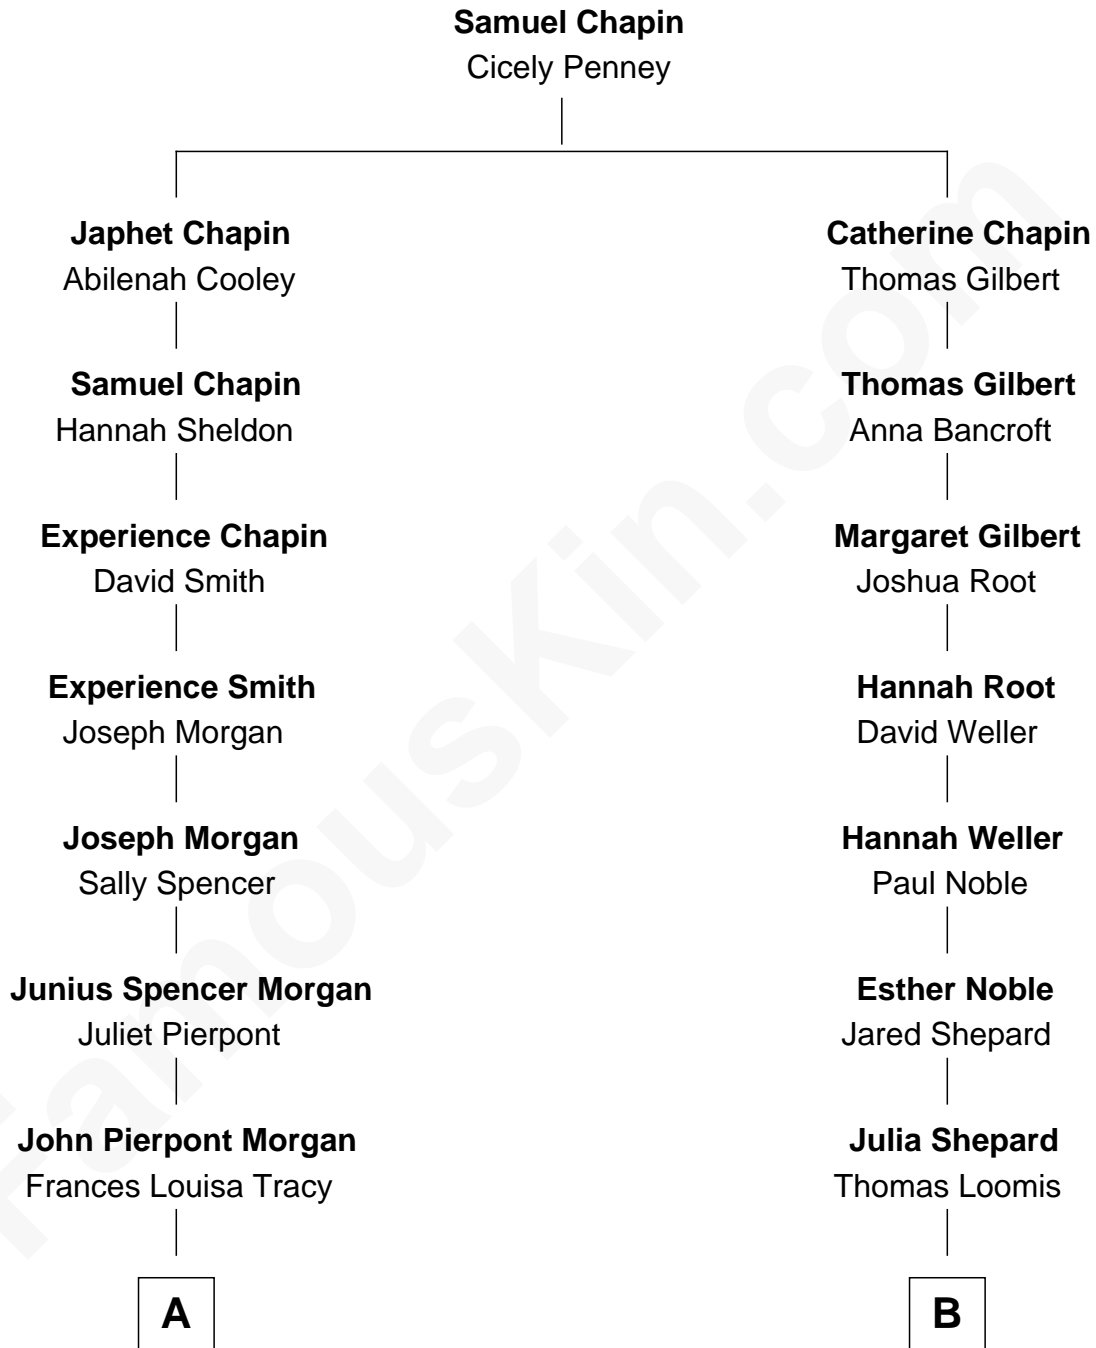 Samuel Chapin
Cicely Penney
Japhet Chapin
Abilenah Cooley
Samuel Chapin
Hannah Sheldon
Experience Chapin
David Smith
Experience Smith
Joseph Morgan
Joseph Morgan
Sally Spencer
Junius Spencer Morgan
Juliet Pierpont
John Pierpont Morgan
Frances Louisa Tracy
A
Catherine Chapin
Thomas Gilbert
Thomas Gilbert
Anna Bancroft
Margaret Gilbert
Joshua Root
Hannah Root
David Weller
Hannah Weller
Paul Noble
Esther Noble
Jared Shepard
Julia Shepard
Thomas Loomis
B
FamousKin.com